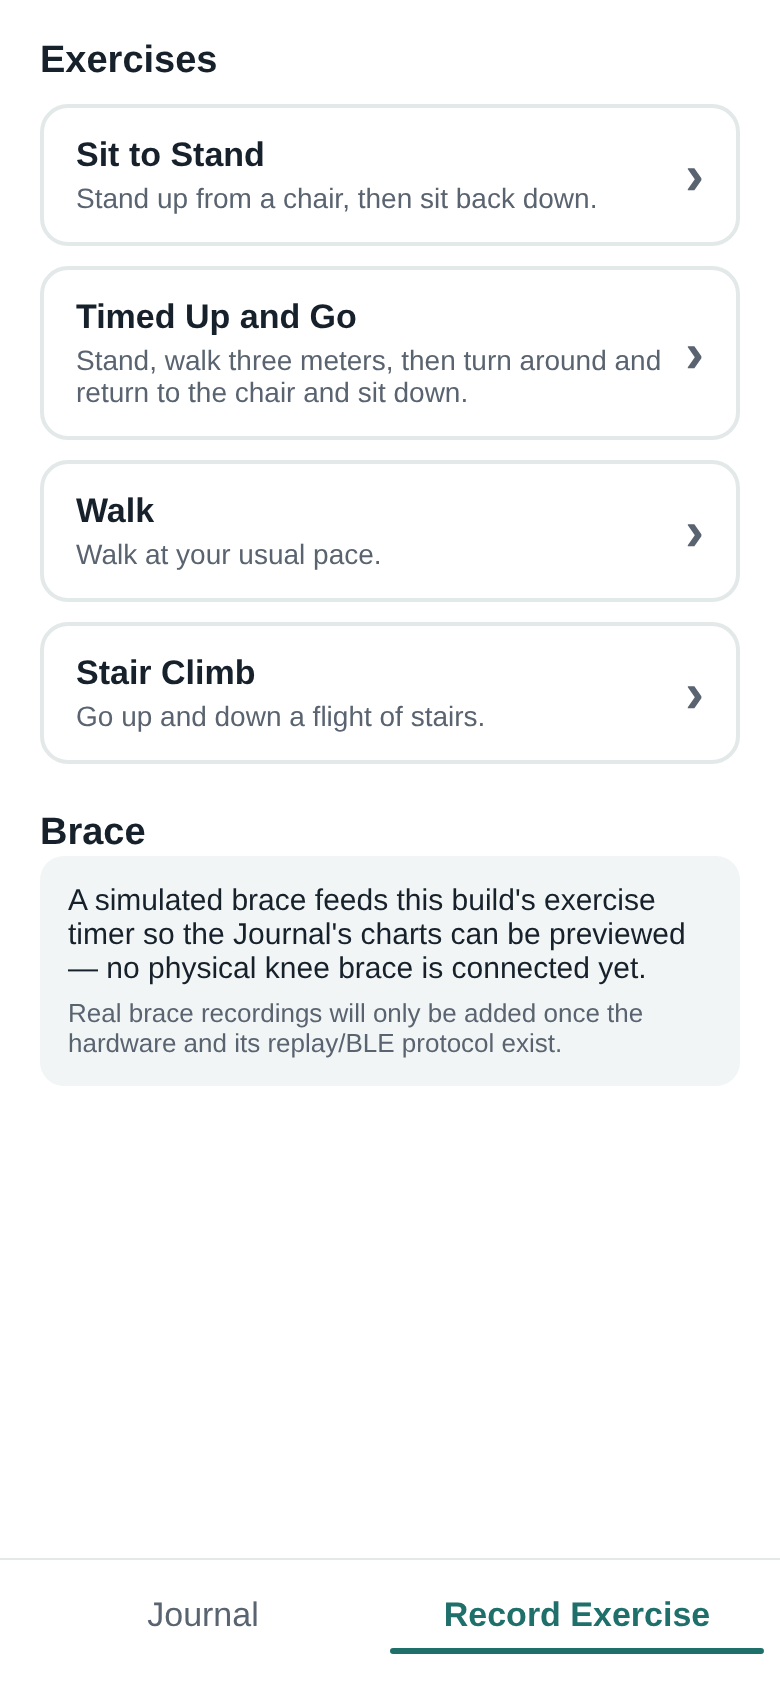 Exercises
Sit to Stand
Stand up from a chair, then sit back down.
Timed Up and Go
Stand, walk three meters, then turn around and
return to the chair and sit down.
Walk
Walk at your usual pace.
Stair Climb
Go up and down a flight of stairs.
Brace
A simulated brace feeds this build's exercise
timer so the Journal's charts can be previewed
— no physical knee brace is connected yet.
Real brace recordings will only be added once the
hardware and its replay/BLE protocol exist.
Journal
Record Exercise